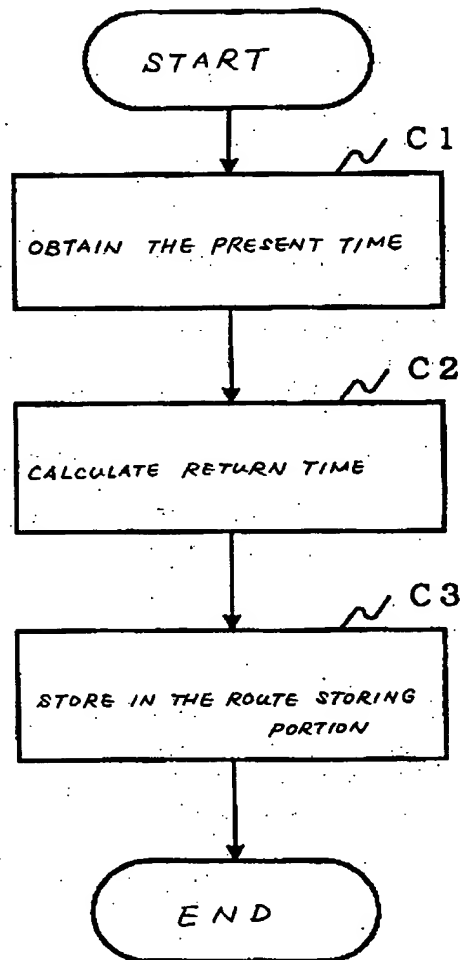 START
C1
OBTAIN THE PRESENT TIME
C2
CALCULATE RETURN TIME
C3
STORE IN THE ROUTE STORING
PORTION
END